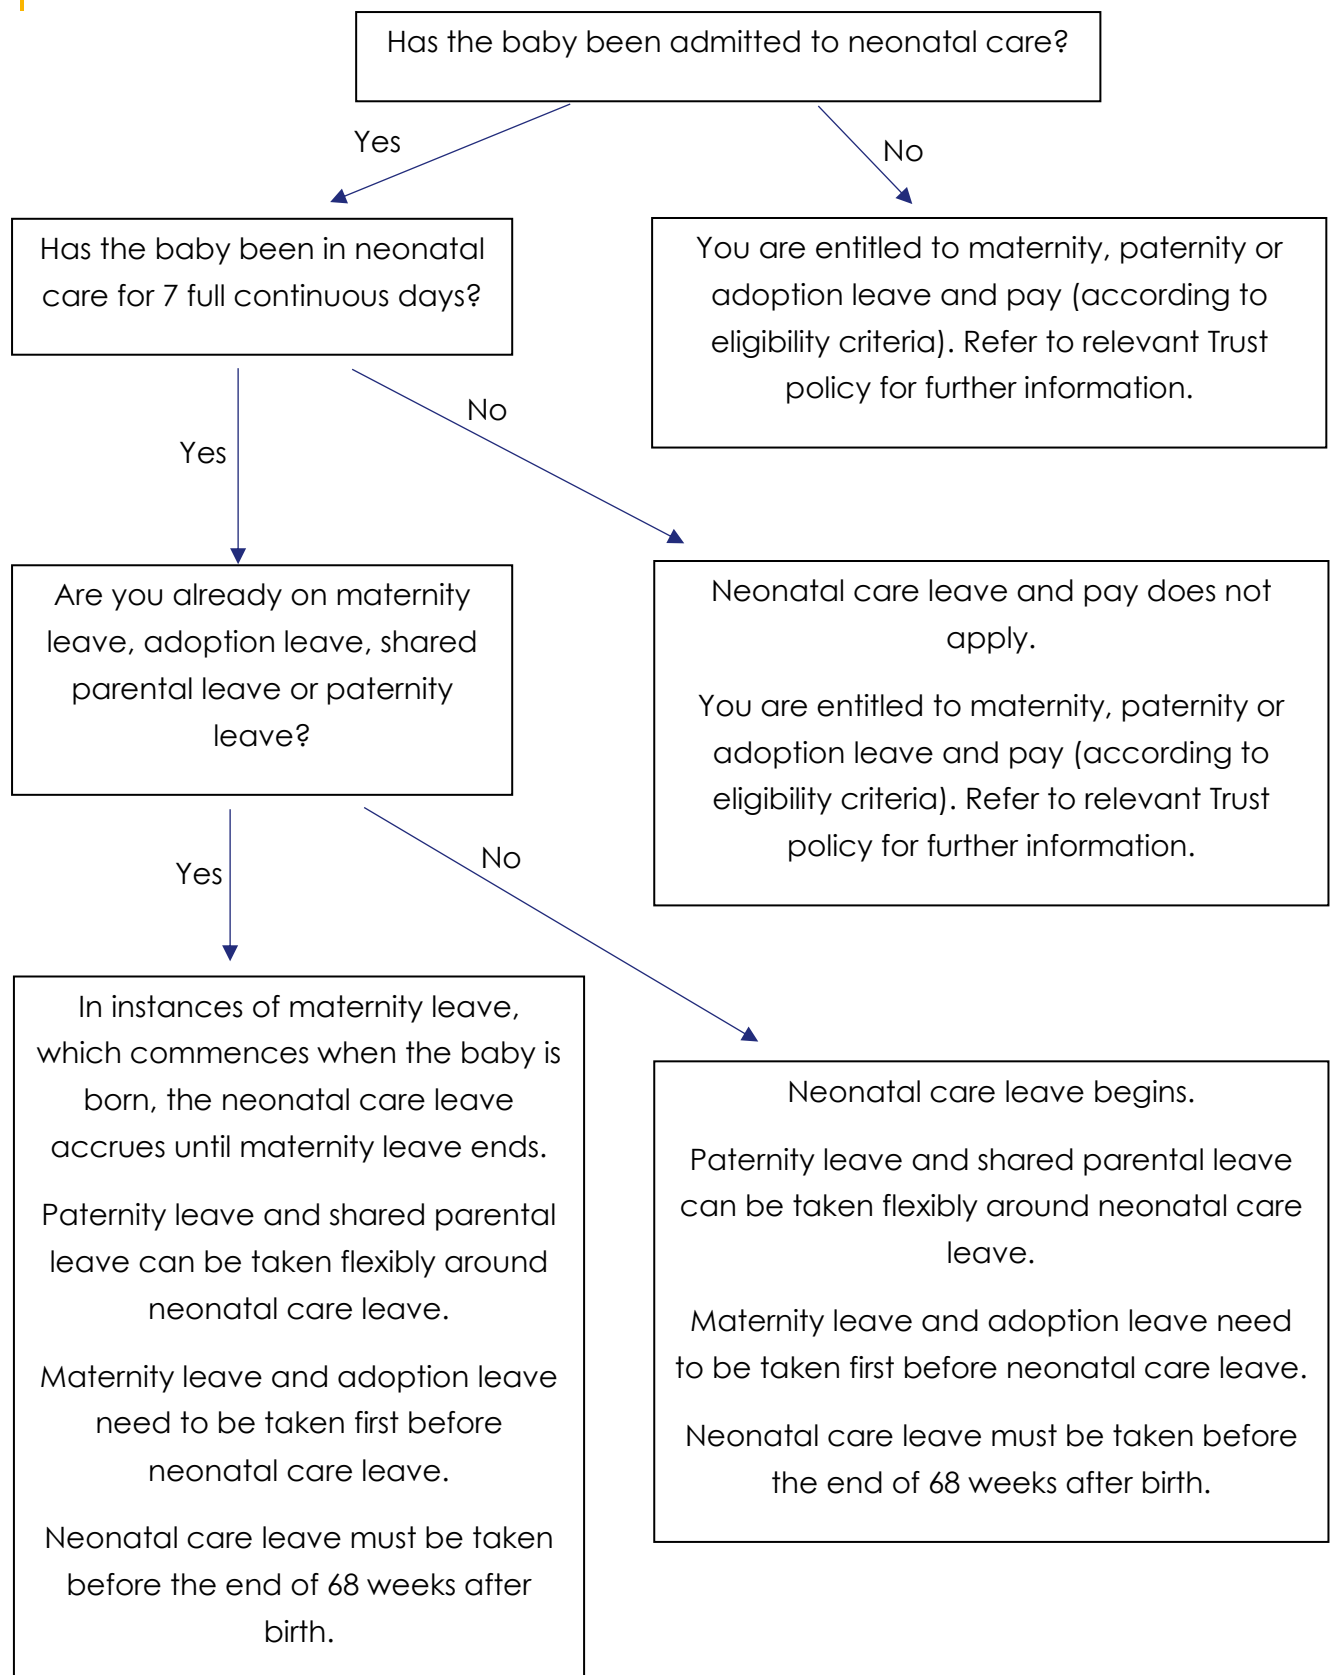 Has the baby been admitted to neonatal care?
Yes
No
Has the baby been in neonatal
care for 7 full continuous days?
You are entitled to maternity, paternity or
adoption leave and pay (according to
eligibility criteria). Refer to relevant Trust
policy for further information.
Yes
No
Are you already on maternity
leave, adoption leave, shared
parental leave or paternity
leave?
Neonatal care leave and pay does not
apply.
You are entitled to maternity, paternity or
adoption leave and pay (according to
eligibility criteria). Refer to relevant Trust
policy for further information.
Yes
No
In instances of maternity leave,
which commences when the baby is
born, the neonatal care leave
accrues until maternity leave ends.
Paternity leave and shared parental
leave can be taken flexibly around
neonatal care leave.
Maternity leave and adoption leave
need to be taken first before
neonatal care leave.
Neonatal care leave must be taken
before the end of 68 weeks after
birth.
Neonatal care leave begins.
Paternity leave and shared parental leave
can be taken flexibly around neonatal care
leave.
Maternity leave and adoption leave need
to be taken first before neonatal care leave.
Neonatal care leave must be taken before
the end of 68 weeks after birth.